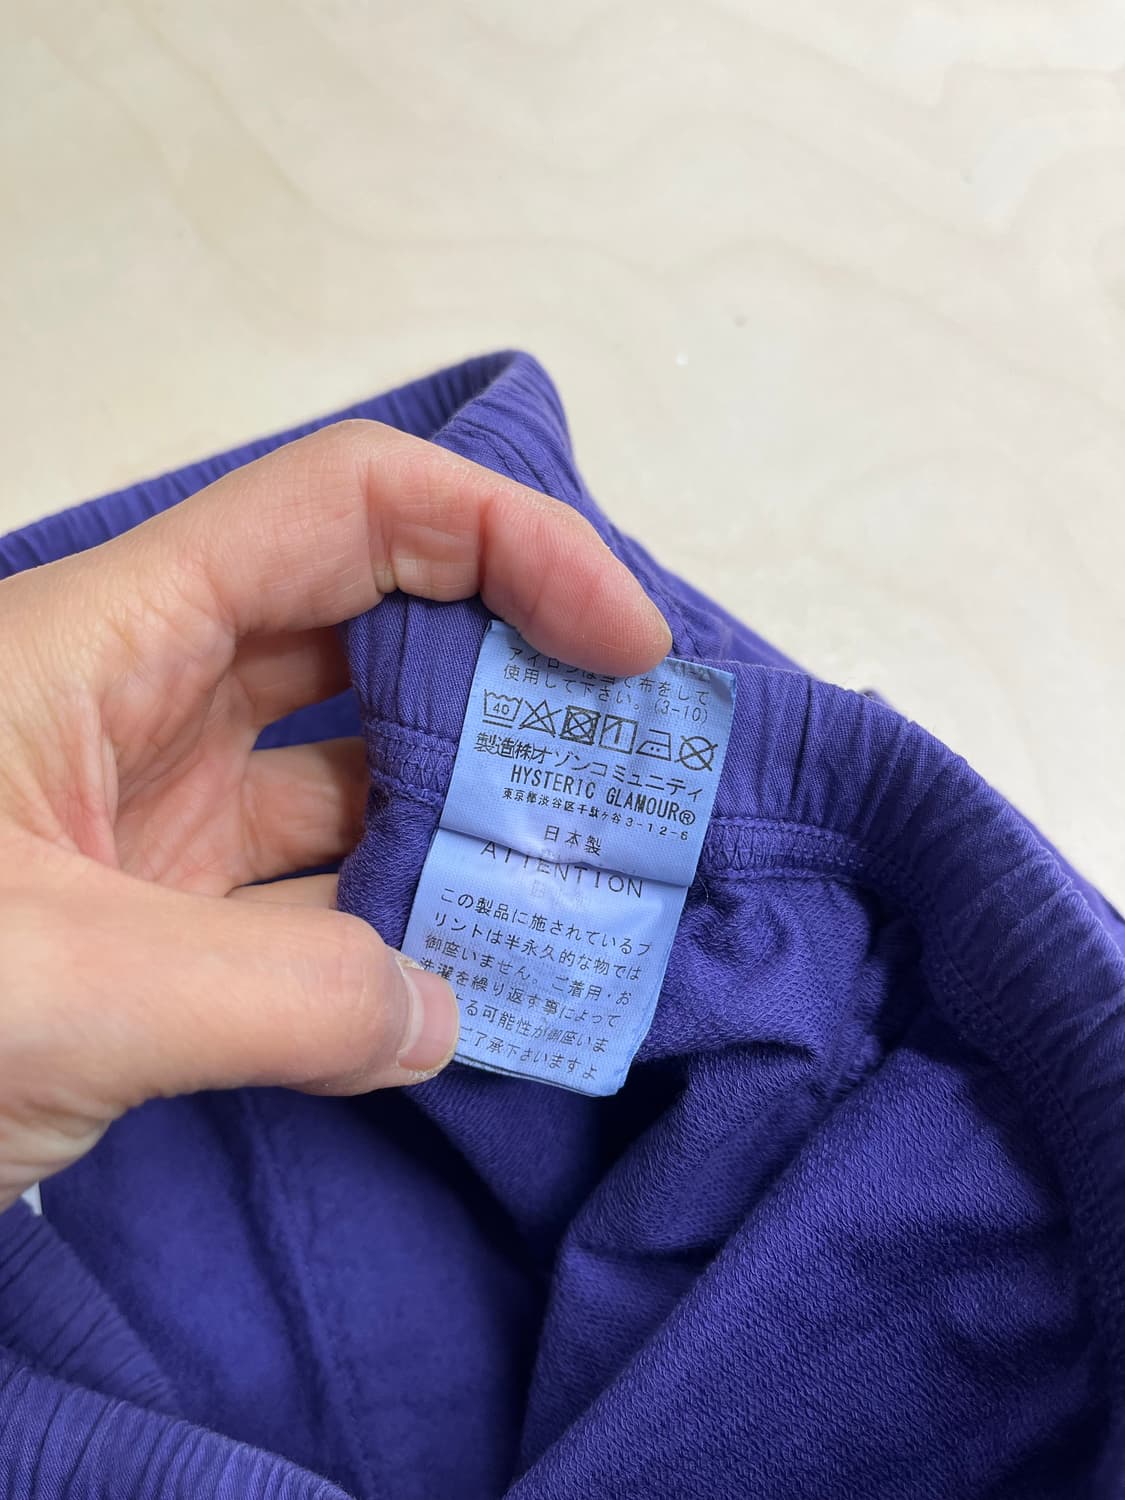 アイロンは当て布をして
使用して下さい。(3-10)
40
製造㈱オゾンコミュニティ
HYSTERIC GLAMOUR®
東京都渋谷区千駄ヶ谷3-12-6
日本製
ATTENTION
この製品に施されているプ
リントは半永久的な物では
御座いません。ご着用・お
洗濯を繰り返す事によって
る可能性が御座いま
ご了承下さいますよ